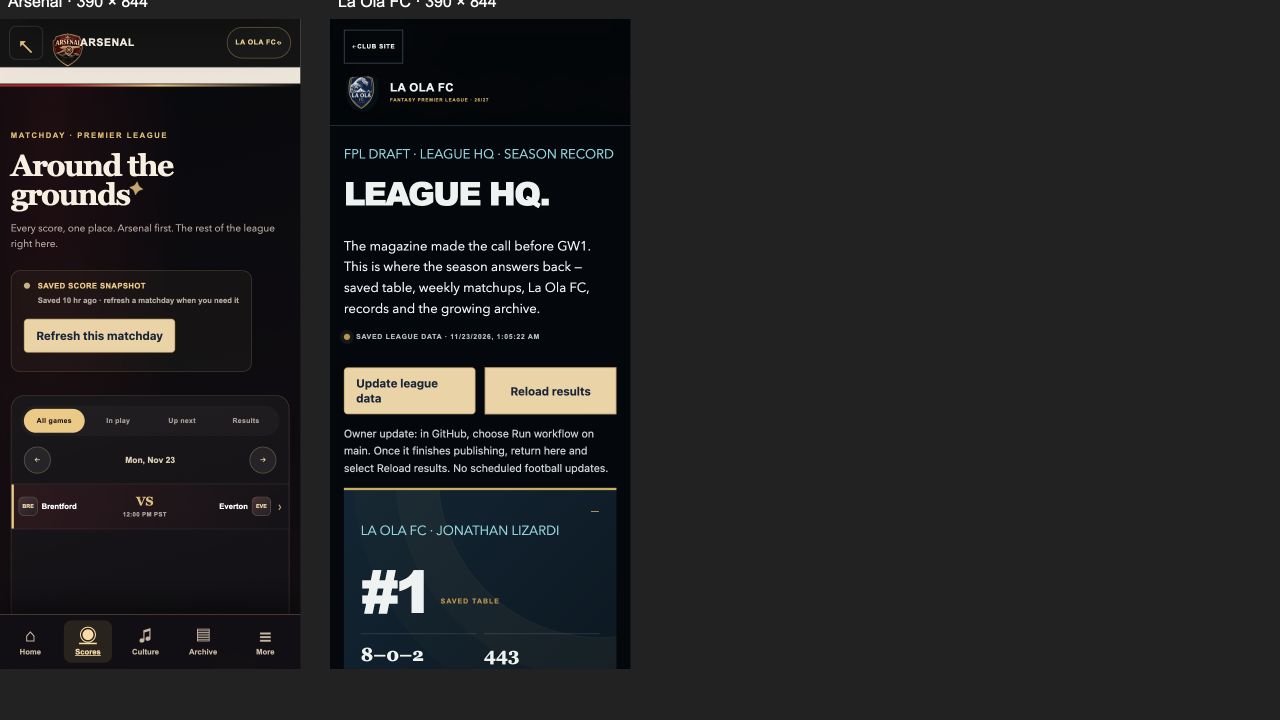 Arsenal · 390 × 844
ARSENAL
ARSENAL
LA OLA FC
MATCHDAY · PREMIER LEAGUE
Around the
grounds
Every score, one place. Arsenal first. The rest of the league
right here.
SAVED SCORE SNAPSHOT
Saved 10 hr ago · refresh a matchday when you need it
Refresh this matchday
All games
In play
Up next
Results
←
Mon, Nov 23
→
BRE
Brentford
VS
12:00 PM PST
Everton
EVE
›
Home
Scores
Culture
Archive
More
La Ola FC · 390 × 844
CLUB SITE
LA OLA
FC
LA OLA FC
FANTASY PREMIER LEAGUE · 26/27
FPL DRAFT · LEAGUE HQ · SEASON RECORD
LEAGUE HQ.
The magazine made the call before GW1.
This is where the season answers back —
saved table, weekly matchups, La Ola FC,
records and the growing archive.
SAVED LEAGUE DATA · 11/23/2026, 1:05:22 AM
Update league
data
Reload results
Owner update: in GitHub, choose Run workflow on
main. Once it finishes publishing, return here and
select Reload results. No scheduled football updates.
—
LA OLA FC · JONATHAN LIZARDI
#1
SAVED TABLE
8–0–2
443